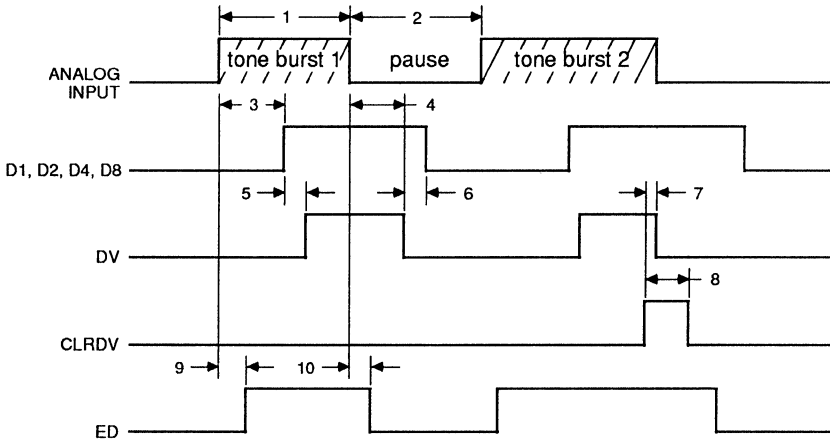 1
2
tone burst 1
pause
tone burst 2
ANALOG
INPUT
3
4
D1, D2, D4, D8
5
6
7
DV
8
CLRDV
9
10
ED